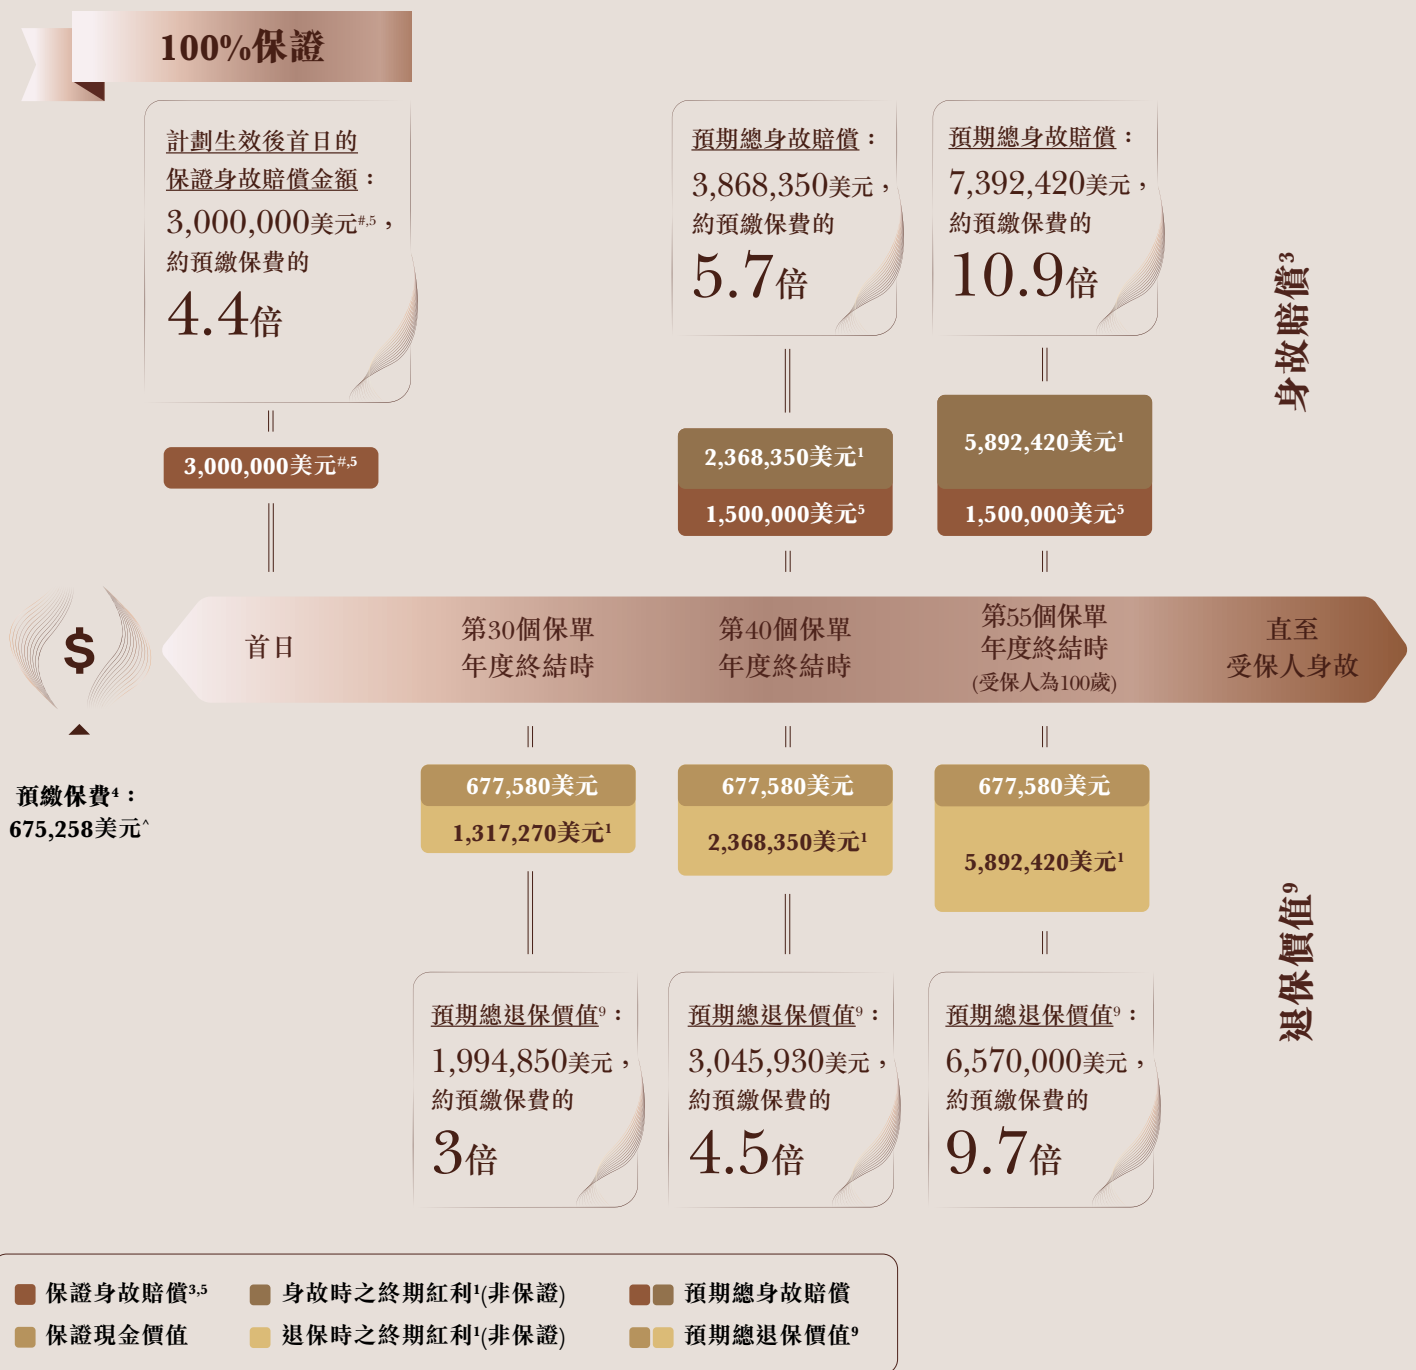 100%保證
計劃生效後首日的
保證身故賠償金額：
3,000,000美元#,5，
約預繳保費的
4.4倍
預期總身故賠償：
3,868,350美元，
約預繳保費的
5.7倍
預期總身故賠償：
7,392,420美元，
約預繳保費的
10.9倍
身故賠償3
3,000,000美元#,5
2,368,350美元1
1,500,000美元5
5,892,420美元1
1,500,000美元5
$
首日
第30個保單
年度終結時
第40個保單
年度終結時
第55個保單
年度終結時
(受保人為100歲)
直至
受保人身故
預繳保費4：
675,258美元^
677,580美元
1,317,270美元1
677,580美元
2,368,350美元1
677,580美元
5,892,420美元1
退保價值9
預期總退保價值9：
1,994,850美元，
約預繳保費的
3倍
預期總退保價值9：
3,045,930美元，
約預繳保費的
4.5倍
預期總退保價值9：
6,570,000美元，
約預繳保費的
9.7倍
保證身故賠償3,5
身故時之終期紅利1(非保證)
預期總身故賠償
保證現金價值
退保時之終期紅利1(非保證)
預期總退保價值9